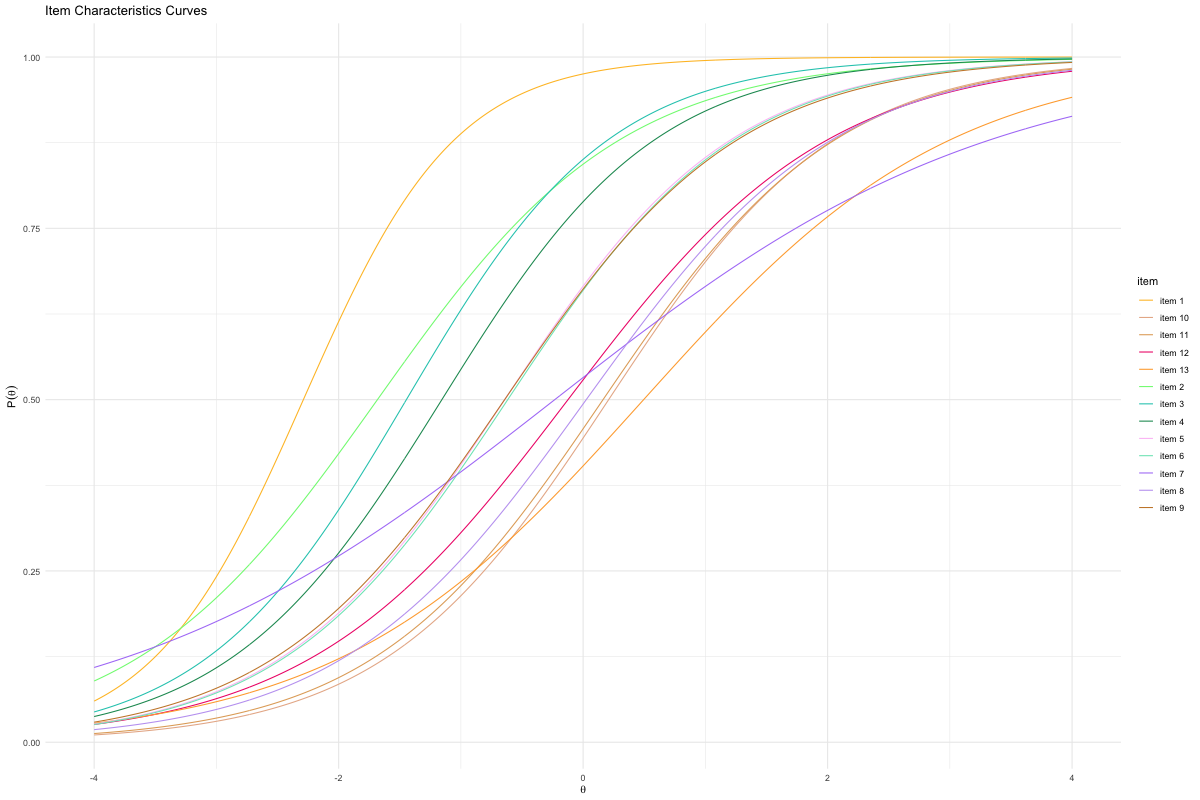 Item Characteristics Curves
P(θ)
1.00
0.75
0.50
0.25
0.00
-4
-2
0
2
4
θ
item
item 1
item 10
item 11
item 12
item 13
item 2
item 3
item 4
item 5
item 6
item 7
item 8
item 9